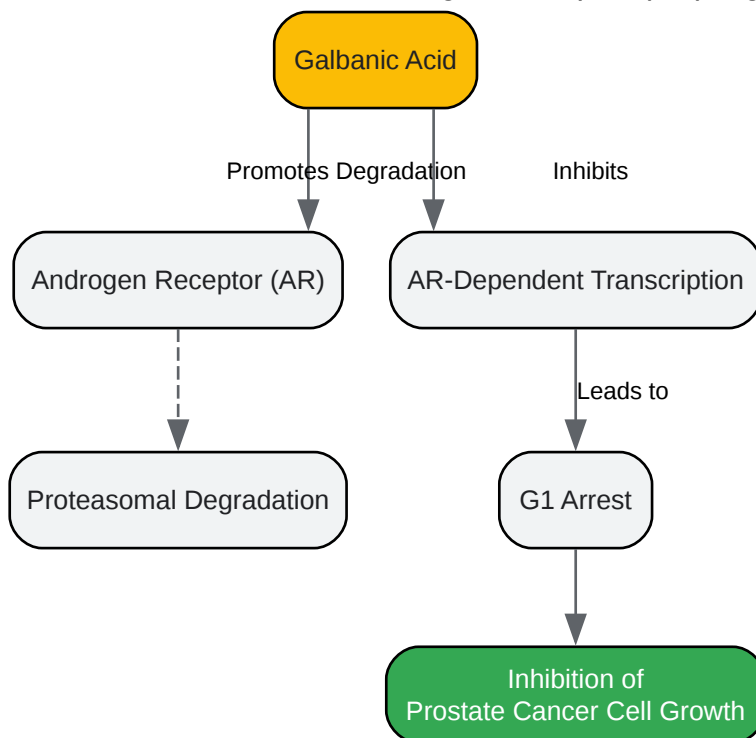 Galbanic Acid
Promotes Degradation
Inhibits
Androgen Receptor (AR)
AR-Dependent Transcription
Leads to
Proteasomal Degradation
G1 Arrest
Inhibition of
Prostate Cancer Cell Growth